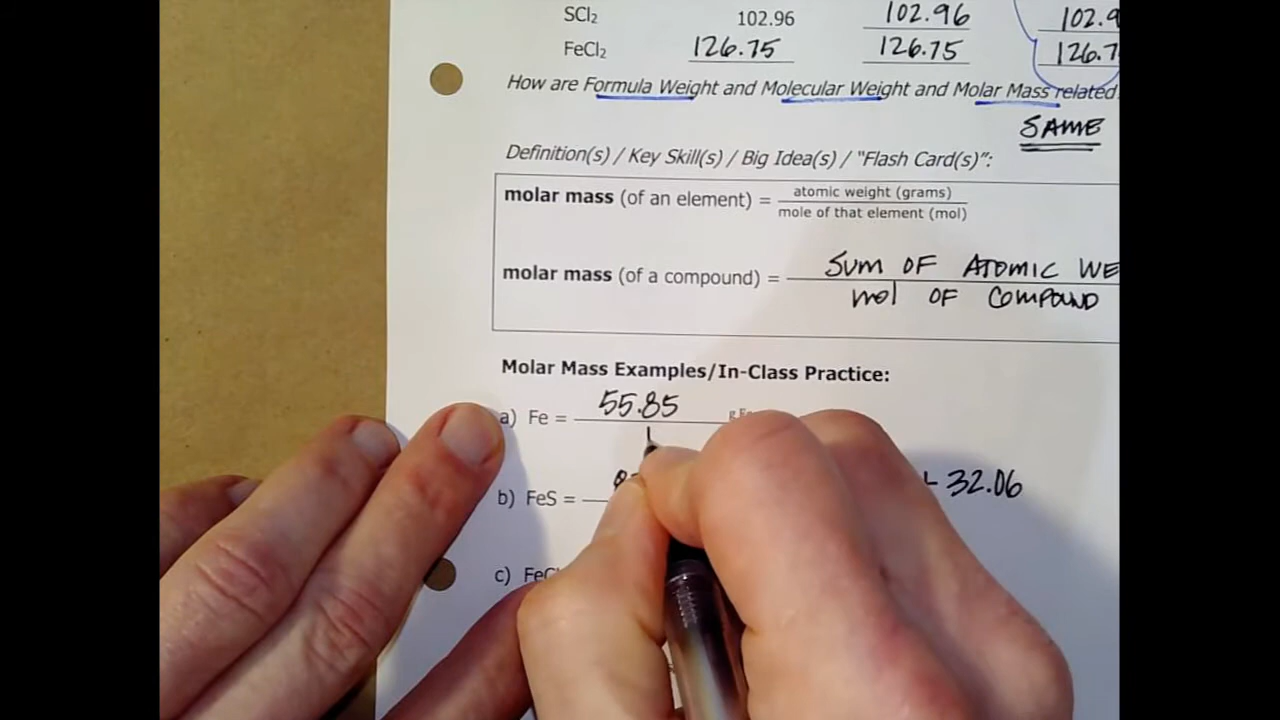 SCl₂ 102.96 102.96 102.9
FeCl₂ 126.75 126.75 126.7
How are Formula Weight and Molecular Weight and Molar Mass related
SAME
Definition(s) / Key Skill(s) / Big Idea(s) / “Flash Card(s)”:
molar mass (of an element) = atomic weight (grams)
mole of that element (mol)
molar mass (of a compound) = SUM OF ATOMIC WE
mol OF COMPOUND
Molar Mass Examples/In-Class Practice:
a) Fe = 55.85 g Fe
1
b) FeS = 32.06
c) FeC